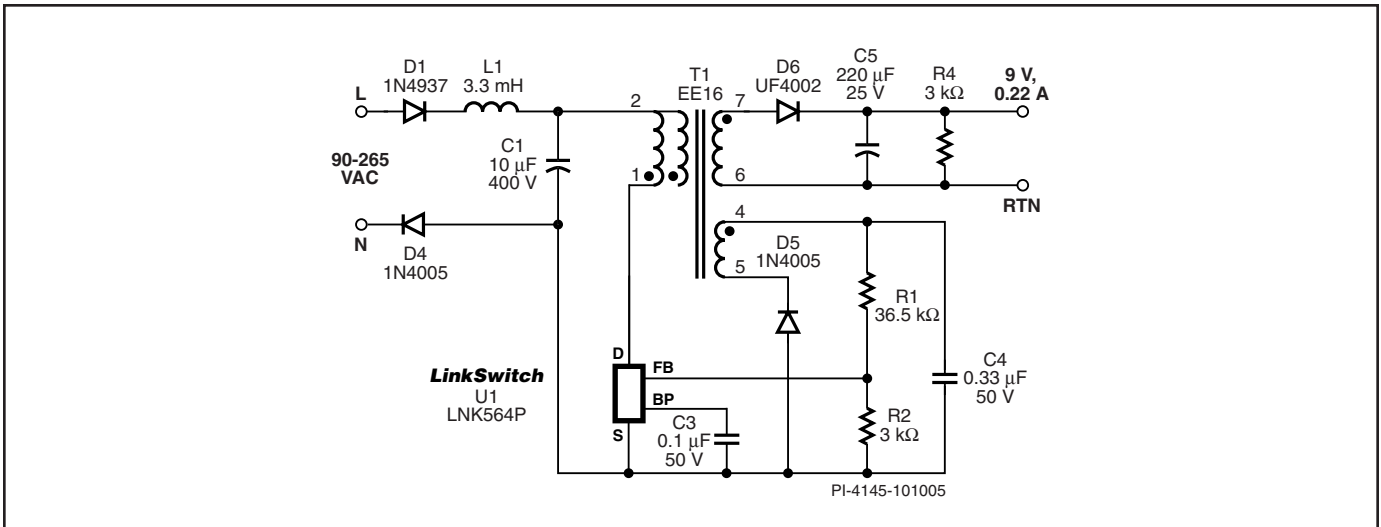 D1
1N4937
L1
3.3 mH
L
90-265
VAC
N
D4
1N4005
C1
10 µF
400 V
T1
EE16
2
1
7
6
4
5
D6
UF4002
C5
220 µF
25 V
R4
3 kΩ
9 V,
0.22 A
RTN
D5
1N4005
R1
36.5 kΩ
C4
0.33 µF
50 V
LinkSwitch
U1
LNK564P
D
FB
BP
S
C3
0.1 µF
50 V
R2
3 kΩ
PI-4145-101005